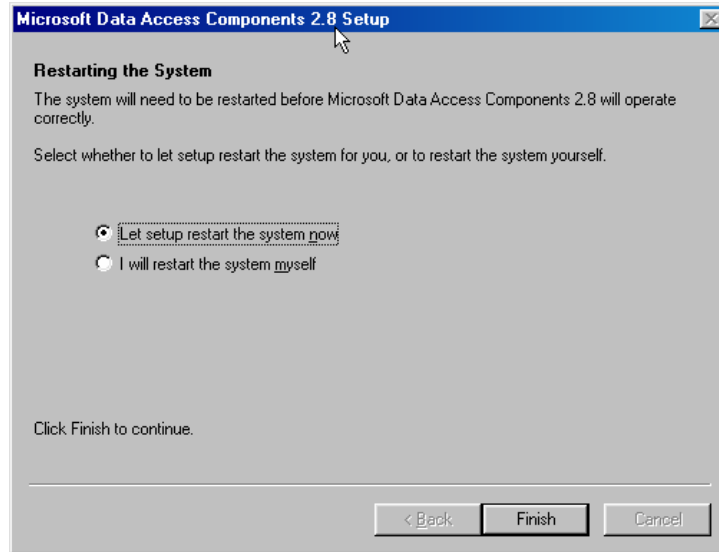 Microsoft Data Access Components 2.8 Setup
Restarting the System
The system will need to be restarted before Microsoft Data Access Components 2.8 will operate
correctly.
Select whether to let setup restart the system for you, or to restart the system yourself.
Let setup restart the system now
I will restart the system myself
Click Finish to continue.
< Back Finish Cancel